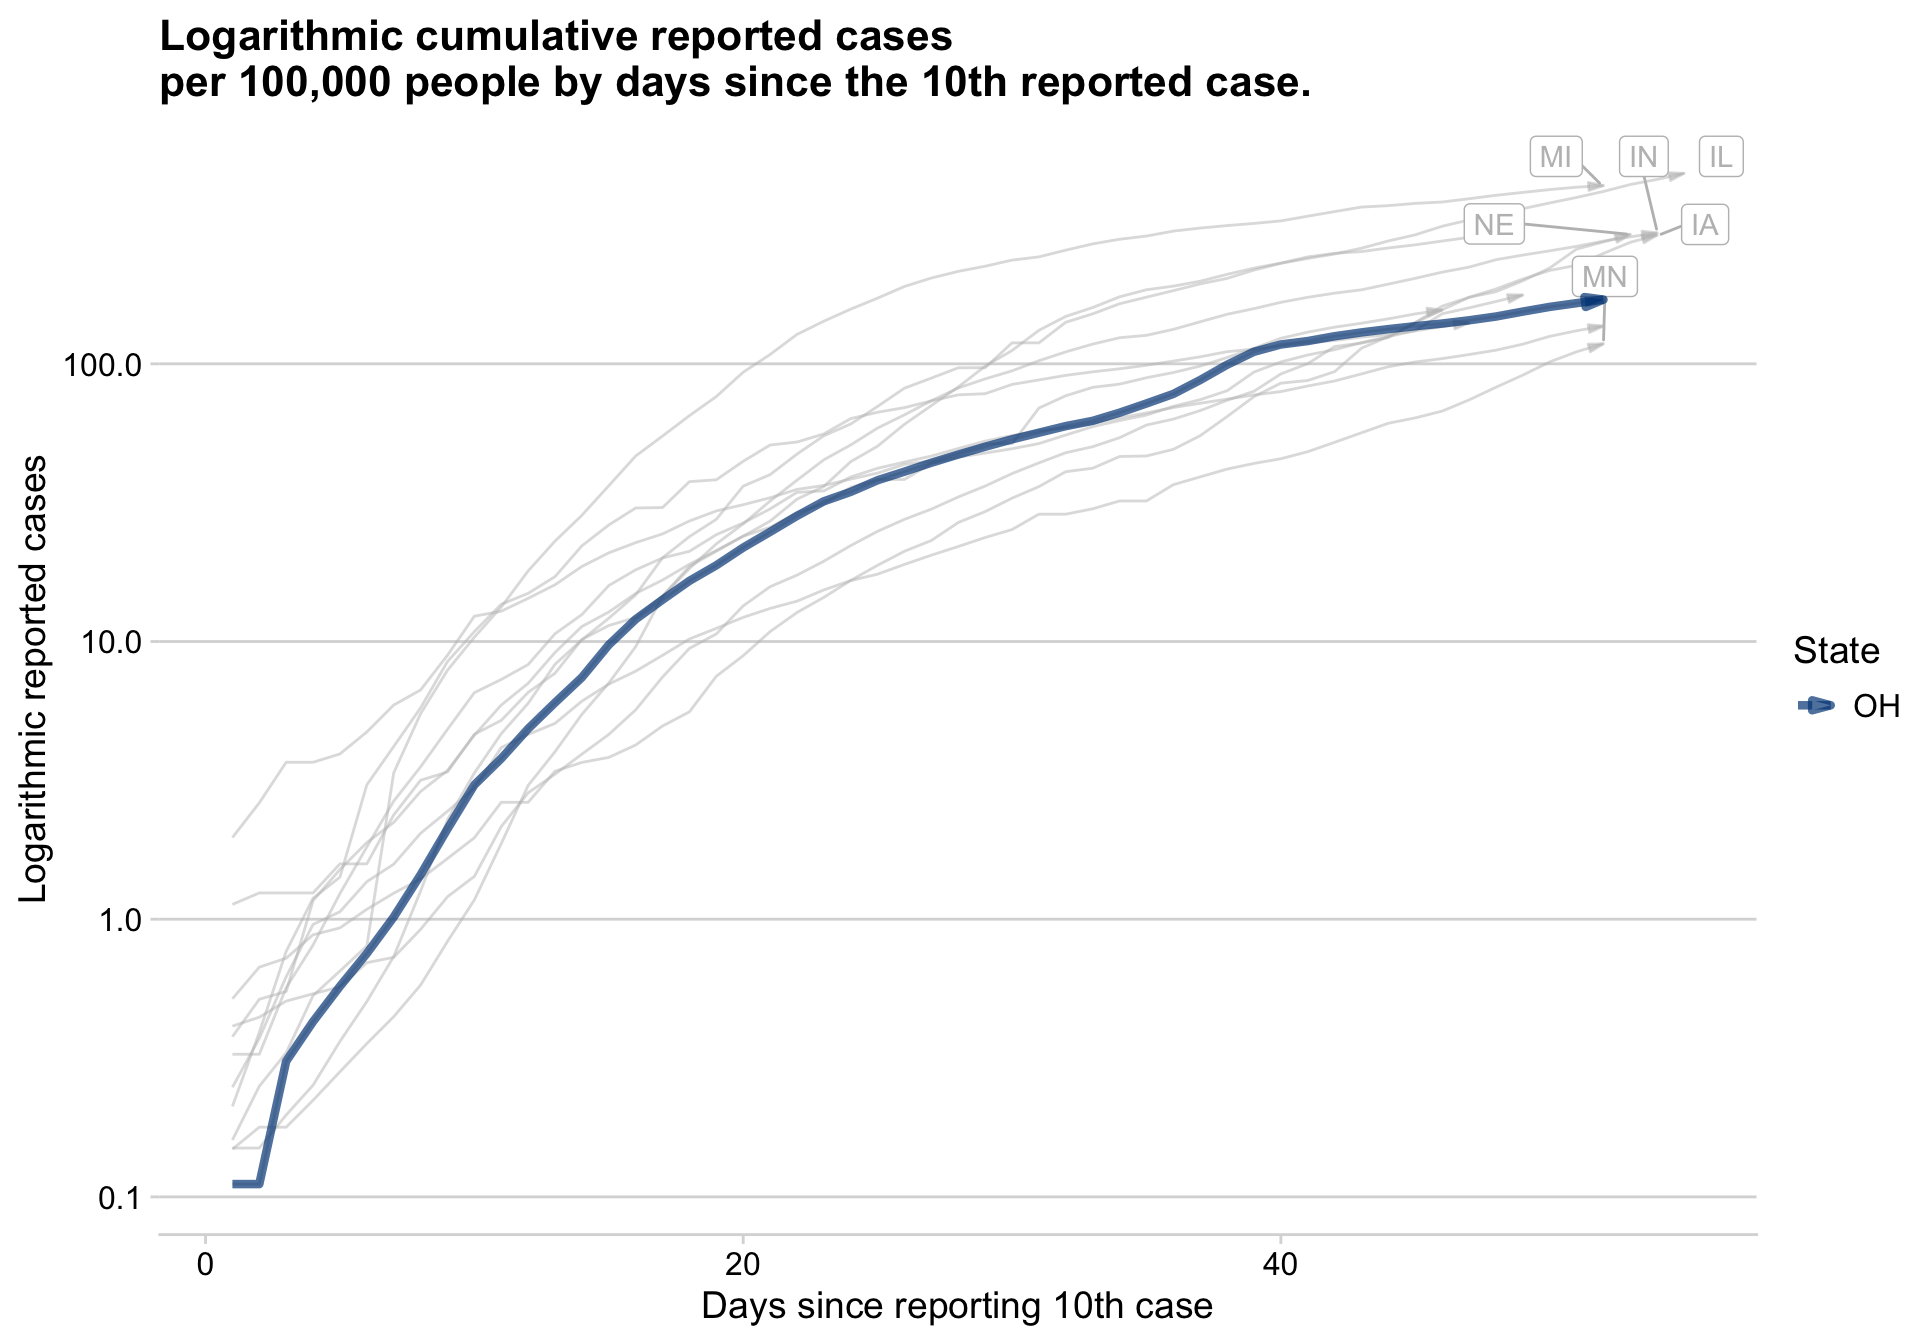 Logarithmic cumulative reported cases
per 100,000 people by days since the 10th reported case.
MI
IN
IL
NE
IA
MN
100.0
10.0
1.0
0.1
Logarithmic reported cases
State
OH
0
20
40
Days since reporting 10th case